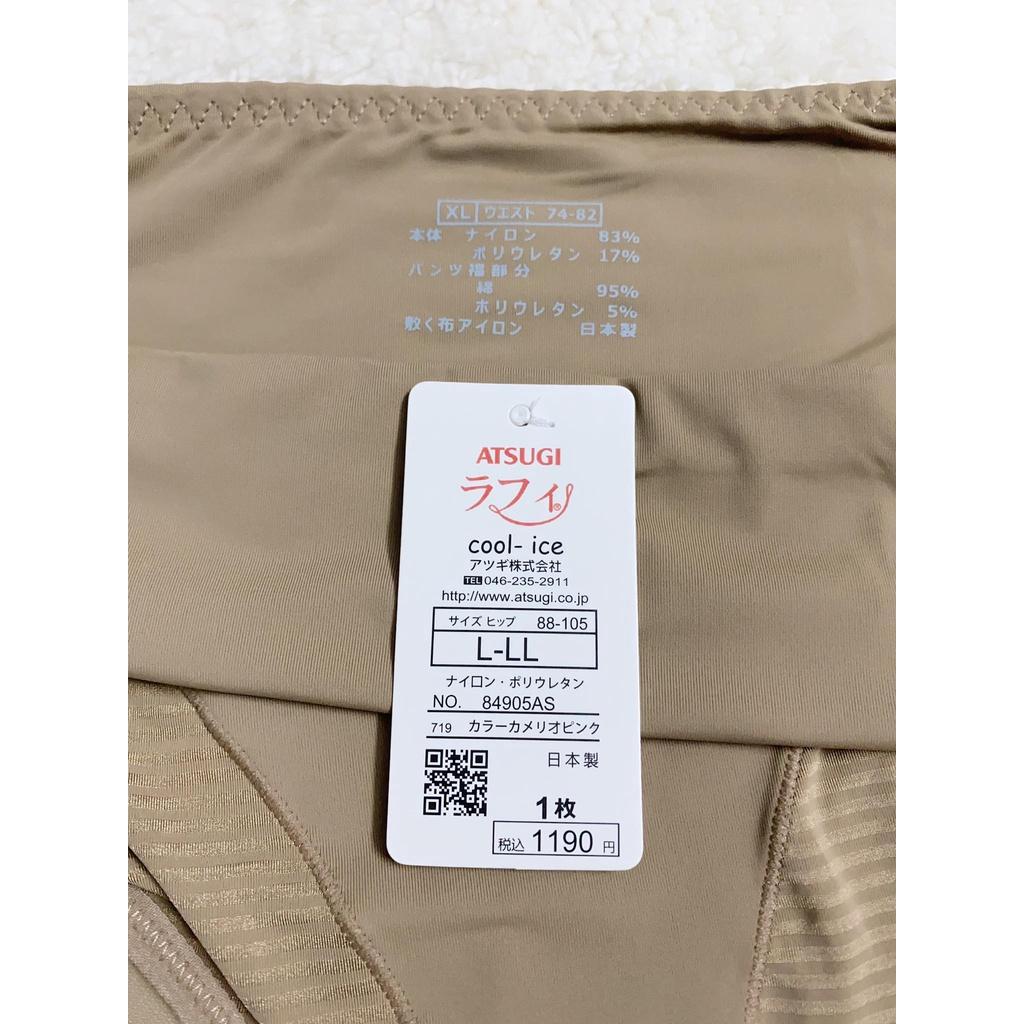 XL ウエスト 74-82
本体 ナイロン 83%
ポリウレタン 17%
パンツ福部分
綿 95%
ポリウレタン 5%
敷く布アイロン 日本製
ATSUGI
ラフィ®
cool- ice
アツギ株式会社
TEL 046-235-2911
http://www.atsugi.co.jp
サイズ ヒップ 88-105
L-LL
ナイロン・ポリウレタン
NO. 84905AS
719 カラーカメリオピンク
日本製
1枚
税込 1190 円